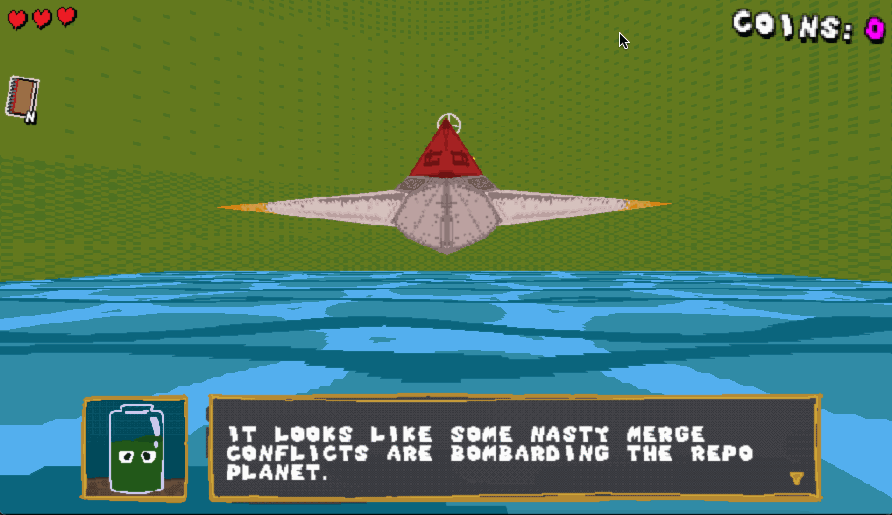 COINS: 0
N
IT LOOKS LIKE SOME NASTY MERGE
CONFLICTS ARE BOMBARDING THE REPO
PLANET.